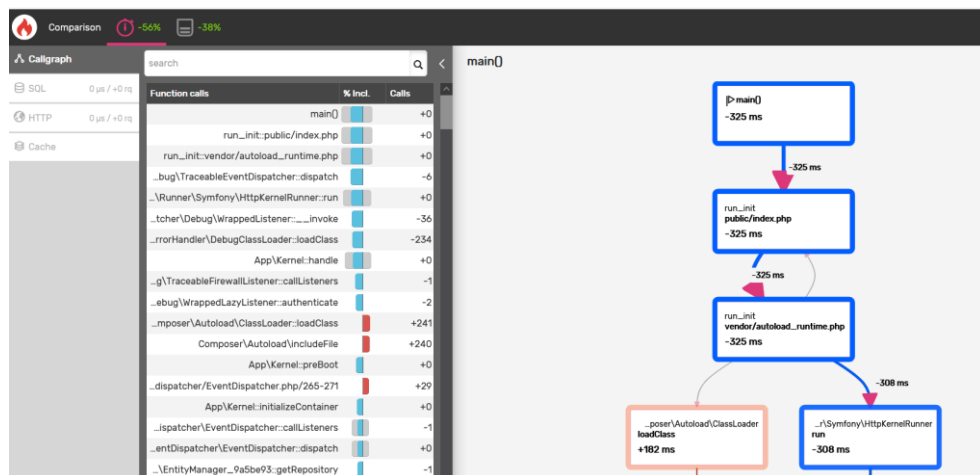 Comparison
-56%
-38%
Callgraph
SQL 0 µs / +0 rq
HTTP 0 µs / +0 rq
Cache
search
Function calls % Incl. Calls
main() +0
run_init::public/index.php +0
run_init::vendor/autoload_runtime.php +0
…bug\TraceableEventDispatcher::dispatch -6
…\Runner\Symfony\HttpKernelRunner::run +0
…tcher\Debug\WrappedListener::__invoke -36
…rrorHandler\DebugClassLoader::loadClass -234
App\Kernel::handle +0
…g\TraceableFirewallListener::callListeners -1
…ebug\WrappedLazyListener::authenticate -2
…mposer\Autoload\ClassLoader::loadClass +241
Composer\Autoload\includeFile +240
App\Kernel::preBoot +0
…dispatcher/EventDispatcher.php/265-271 +29
App\Kernel::initializeContainer +0
…ispatcher\EventDispatcher::callListeners -1
…entDispatcher\EventDispatcher::dispatch +0
…\EntityManager_9a5be93::getRepository -1
main()
main()
-325 ms
-325 ms
run_init
public/index.php
-325 ms
-325 ms
run_init
vendor/autoload_runtime.php
-325 ms
-308 ms
…poser\Autoload\ClassLoader
loadClass
+182 ms
…r\Symfony\HttpKernelRunner
run
-308 ms